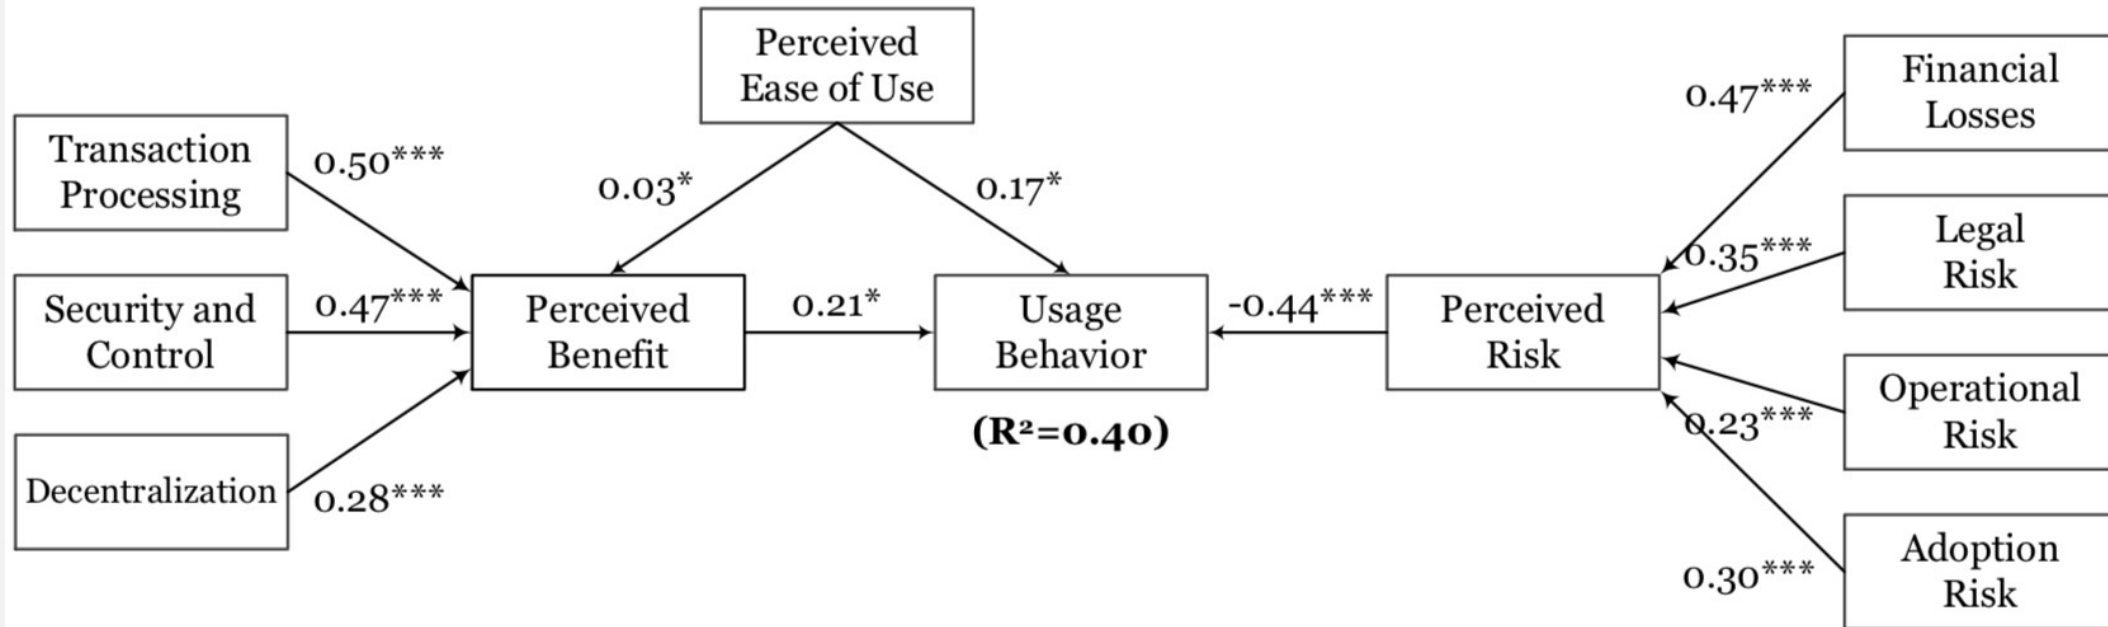 Perceived
Ease of Use
Transaction
Processing
0.50***
0.03*
0.17*
0.47***
Financial
Losses
Security and
Control
0.47***
Perceived
Benefit
0.21*
Usage
Behavior
(R²=0.40)
-0.44***
Perceived
Risk
0.35***
Legal
Risk
Decentralization
0.28***
0.23***
Operational
Risk
0.30***
Adoption
Risk